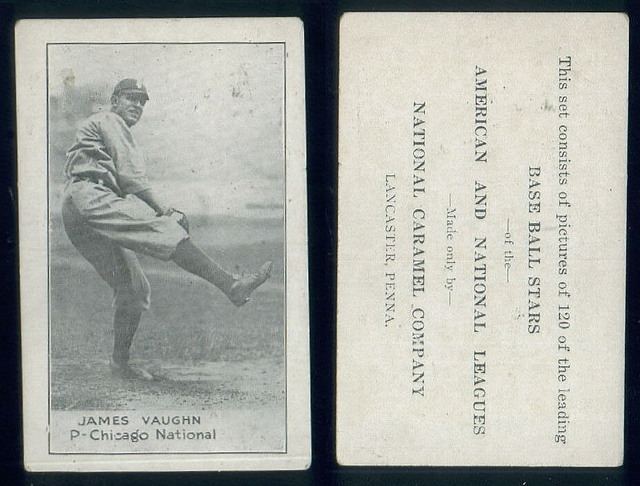 JAMES VAUGHN
P-Chicago National
This set consists of pictures of 120 of the leading
BASE BALL STARS
—of the—
AMERICAN AND NATIONAL LEAGUES
—Made only by—
NATIONAL CARAMEL COMPANY
LANCASTER, PENNA.